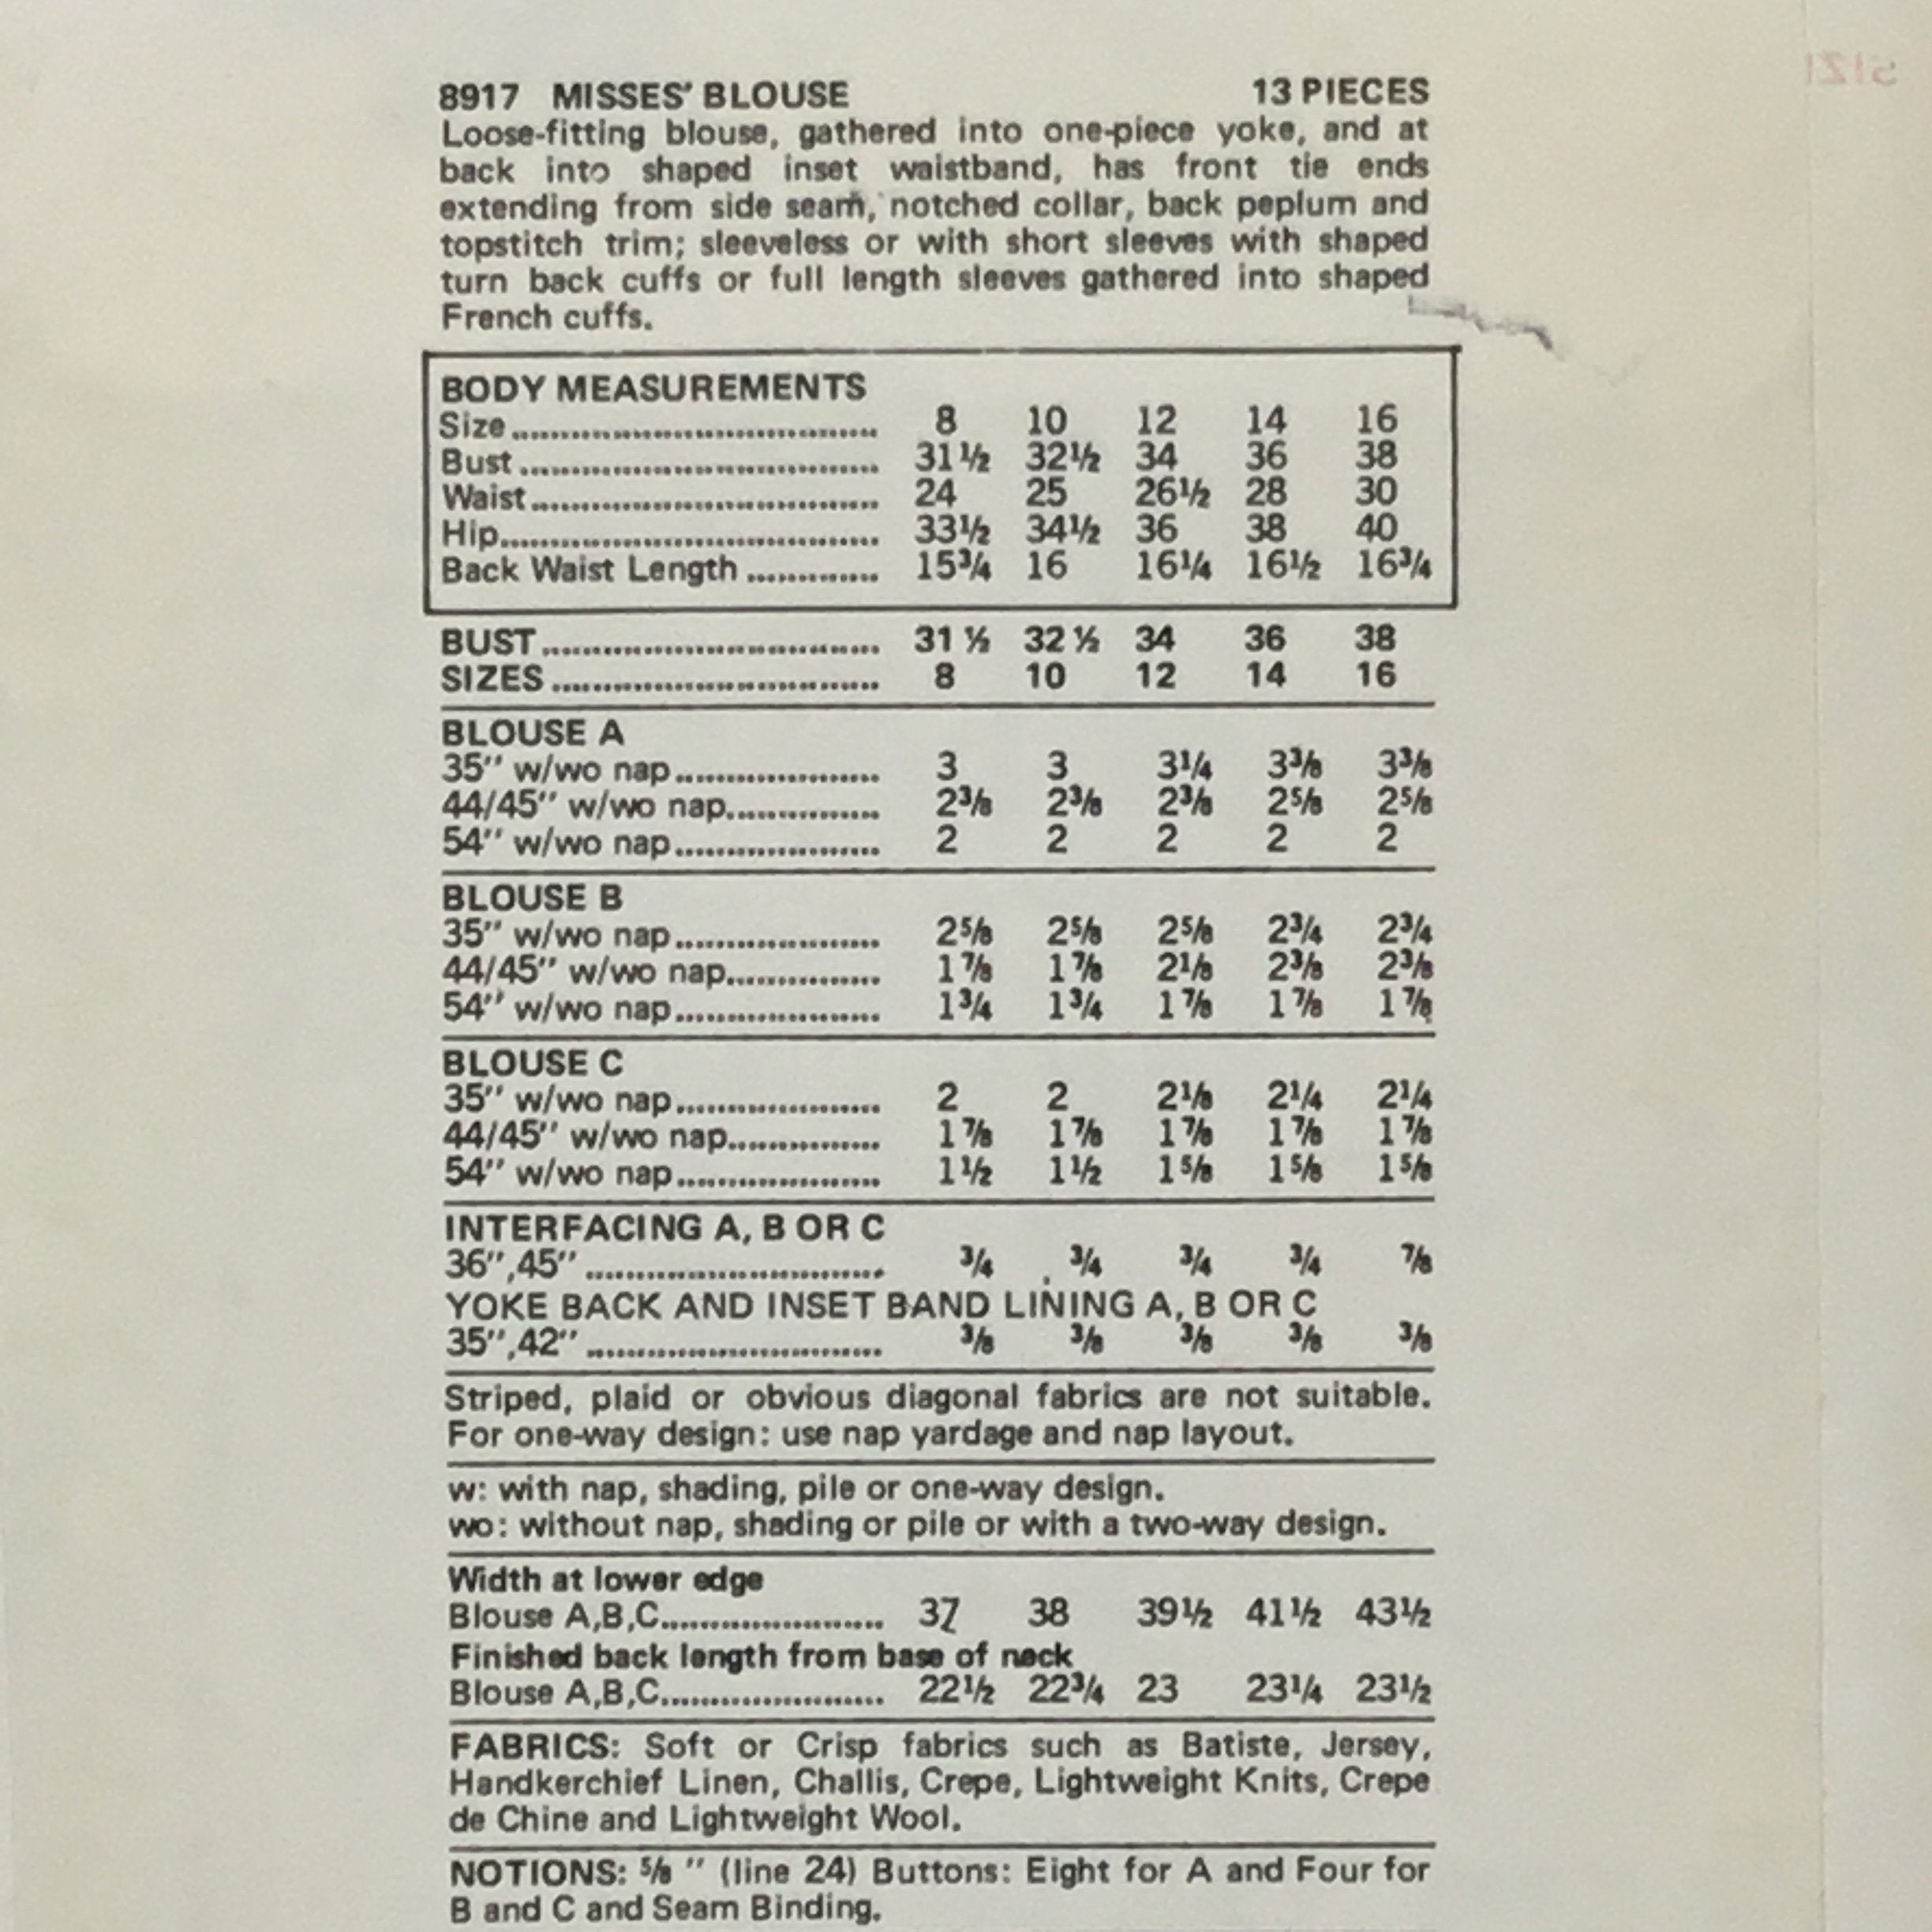 8917 MISSES' BLOUSE 13 PIECES
Loose-fitting blouse, gathered into one-piece yoke, and at
back into shaped inset waistband, has front tie ends
extending from side seam, notched collar, back peplum and
topstitch trim; sleeveless or with short sleeves with shaped
turn back cuffs or full length sleeves gathered into shaped
French cuffs.
BODY MEASUREMENTS
Size........ 8 10 12 14 16
Bust........ 31½ 32½ 34 36 38
Waist........ 24 25 26½ 28 30
Hip........ 33½ 34½ 36 38 40
Back Waist Length ........ 15¾ 16 16¼ 16½ 16¾
BUST........ 31 ½ 32 ½ 34 36 38
SIZES ........ 8 10 12 14 16
BLOUSE A
35" w/wo nap........ 3 3 3¼ 3⅜ 3⅜
44/45" w/wo nap........ 2⅜ 2⅜ 2⅜ 2⅝ 2⅝
54" w/wo nap........ 2 2 2 2 2
BLOUSE B
35" w/wo nap........ 2⅝ 2⅝ 2⅝ 2¾ 2¾
44/45" w/wo nap........ 1⅞ 1⅞ 2⅛ 2⅜ 2⅜
54" w/wo nap........ 1¾ 1¾ 1⅞ 1⅞ 1⅞
BLOUSE C
35" w/wo nap........ 2 2 2⅛ 2¼ 2¼
44/45" w/wo nap........ 1⅞ 1⅞ 1⅞ 1⅞ 1⅞
54" w/wo nap........ 1½ 1½ 1⅝ 1⅝ 1⅝
INTERFACING A, B OR C
36",45" ........ ¾ ¾ ¾ ¾ ⅞
YOKE BACK AND INSET BAND LINING A, B OR C
35",42" ........ ⅜ ⅜ ⅜ ⅜ ⅜
Striped, plaid or obvious diagonal fabrics are not suitable.
For one-way design: use nap yardage and nap layout.
w: with nap, shading, pile or one-way design.
wo: without nap, shading or pile or with a two-way design.
Width at lower edge
Blouse A,B,C........ 37 38 39½ 41½ 43½
Finished back length from base of neck
Blouse A,B,C........ 22½ 22¾ 23 23¼ 23½
FABRICS: Soft or Crisp fabrics such as Batiste, Jersey,
Handkerchief Linen, Challis, Crepe, Lightweight Knits, Crepe
de Chine and Lightweight Wool.
NOTIONS: ⅝ " (line 24) Buttons: Eight for A and Four for
B and C and Seam Binding.